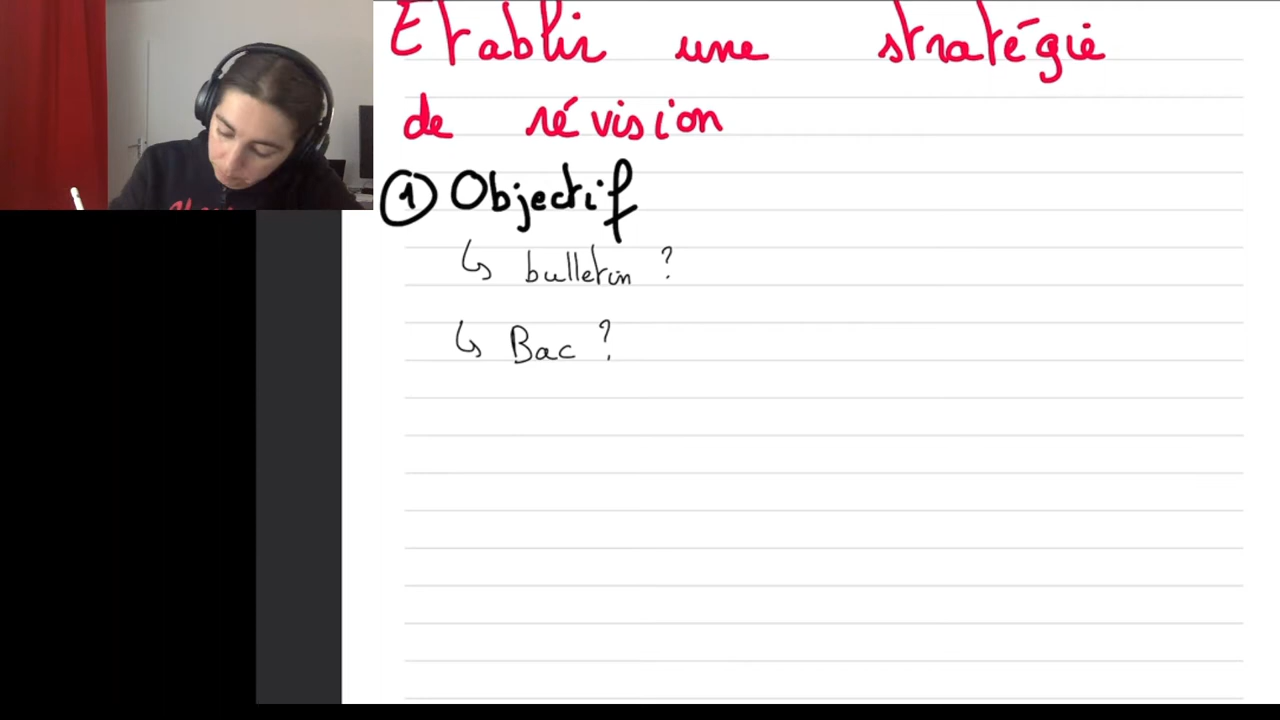 Etablir une stratégie
de révision
① Objectif
↳ bulletin ?
↳ Bac ?